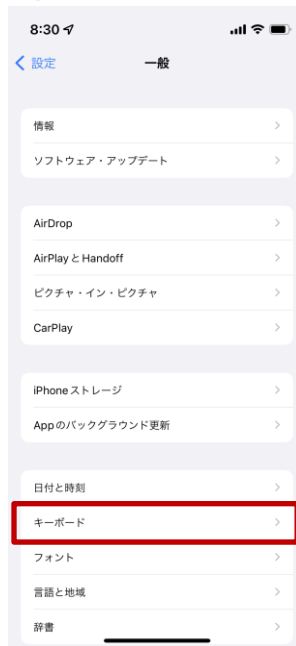 8:30
設定 一般
情報
ソフトウェア・アップデート
AirDrop
AirPlay と Handoff
ピクチャ・イン・ピクチャ
CarPlay
iPhone ストレージ
App のバックグラウンド更新
日付と時刻
キーボード
フォント
言語と地域
辞書